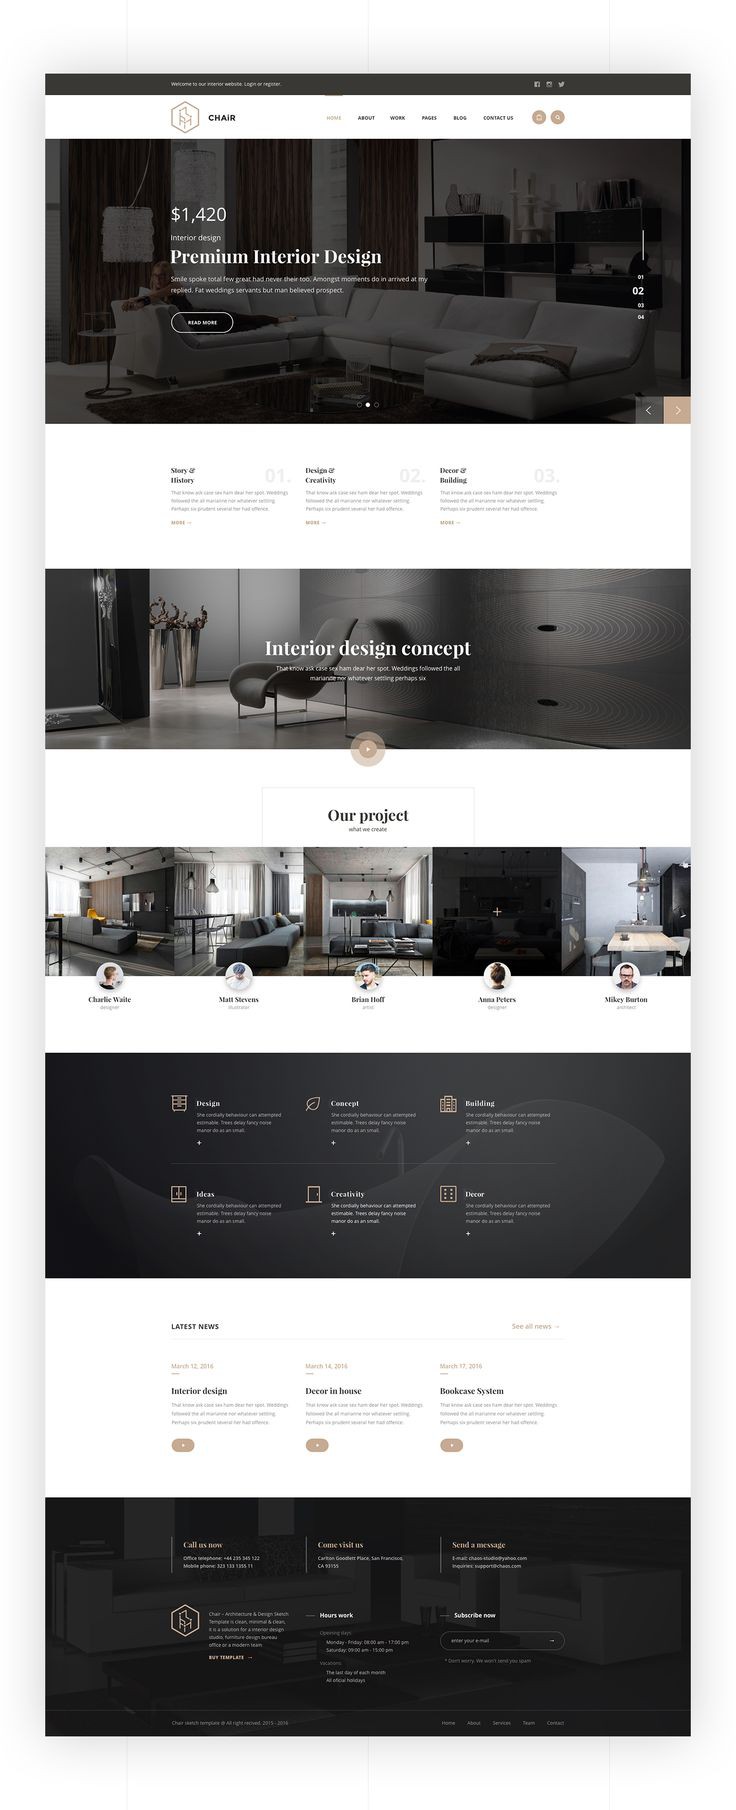 Welcome to our interior website. Login or register.
CHAiR
HOME ABOUT WORK PAGES BLOG CONTACT US
$1,420
Interior design
Premium Interior Design
Smile spoke total few great had never their too. Amongst moments do in arrived at my
replied. Fat weddings servants but man believed prospect.
READ MORE
01
02
03
04
Story &
History
01.
That know ask case sex ham dear her spot. Weddings
followed the all marianne nor whatever settling.
Perhaps six prudent several her had offence.
MORE →
Design &
Creativity
02.
That know ask case sex ham dear her spot. Weddings
followed the all marianne nor whatever settling.
Perhaps six prudent several her had offence.
MORE →
Decor &
Building
03.
That know ask case sex ham dear her spot. Weddings
followed the all marianne nor whatever settling.
Perhaps six prudent several her had offence.
MORE →
Interior design concept
That know ask case sex ham dear her spot. Weddings followed the all
marianne nor whatever settling perhaps six
Our project
what we create
Charlie Waite
designer
Matt Stevens
illustrator
Brian Hoff
artist
Anna Peters
designer
Mikey Burton
architect
Design
She cordially behaviour can attempted
estimable. Trees delay fancy noise
manor do as an small.
+
Concept
She cordially behaviour can attempted
estimable. Trees delay fancy noise
manor do as an small.
+
Building
She cordially behaviour can attempted
estimable. Trees delay fancy noise
manor do as an small.
+
Ideas
She cordially behaviour can attempted
estimable. Trees delay fancy noise
manor do as an small.
+
Creativity
She cordially behaviour can attempted
estimable. Trees delay fancy noise
manor do as an small.
+
Decor
She cordially behaviour can attempted
estimable. Trees delay fancy noise
manor do as an small.
+
LATEST NEWS
See all news →
March 12, 2016
Interior design
That know ask case sex ham dear her spot. Weddings
followed the all marianne nor whatever settling.
Perhaps six prudent several her had offence.
March 14, 2016
Decor in house
That know ask case sex ham dear her spot. Weddings
followed the all marianne nor whatever settling.
Perhaps six prudent several her had offence.
March 17, 2016
Bookcase System
That know ask case sex ham dear her spot. Weddings
followed the all marianne nor whatever settling.
Perhaps six prudent several her had offence.
Call us now
Office telephone: +44 235 345 122
Mobile phone: 323 133 1355 11
Come visit us
Carlton Goodlett Place, San Francisco,
CA 93155
Send a message
E-mail: chaos-studio@yahoo.com
Inquiries: support@chaos.com
Chair - Architecture & Design Sketch
Template is clean, minimal & clean,
it is a solution for a interior design
studio, furniture design bureau
office or a modern team
BUY TEMPLATE →
Hours work
Opening days:
Monday - Friday: 08:00 am - 17:00 pm
Saturday: 09:00 am - 15:00 pm
Vacations:
The last day of each month
All oficial holidays
Subscribe now
enter your e-mail →
* Don't worry. We won't send you spam
Chair sketch template @ All right recived. 2015 - 2016
Home About Services Team Contact